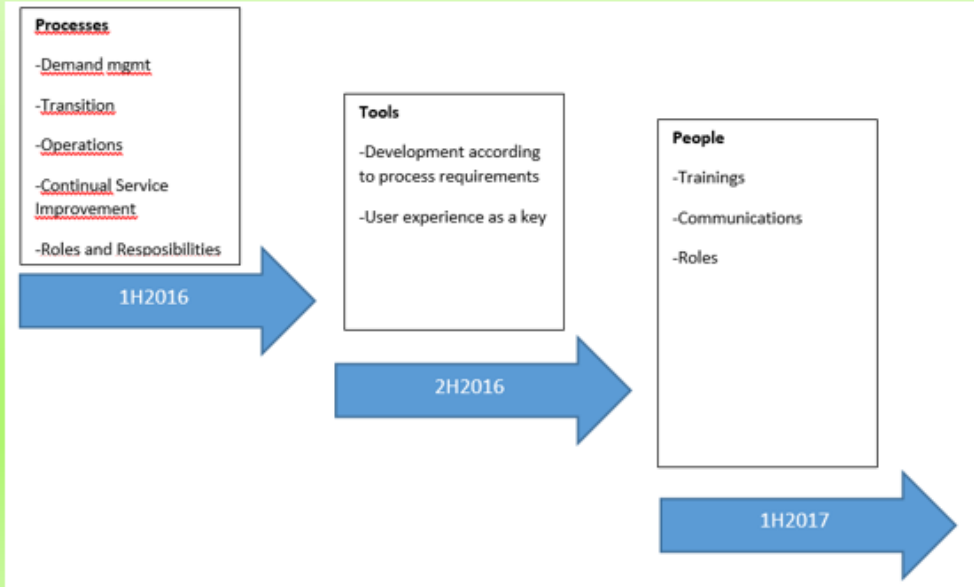 Processes
-Demand mgmt
-Transition
-Operations
-Continual Service
Improvement
-Roles and Resposibilities
1H2016
Tools
-Development according
to process requirements
-User experience as a key
2H2016
People
-Trainings
-Communications
-Roles
1H2017